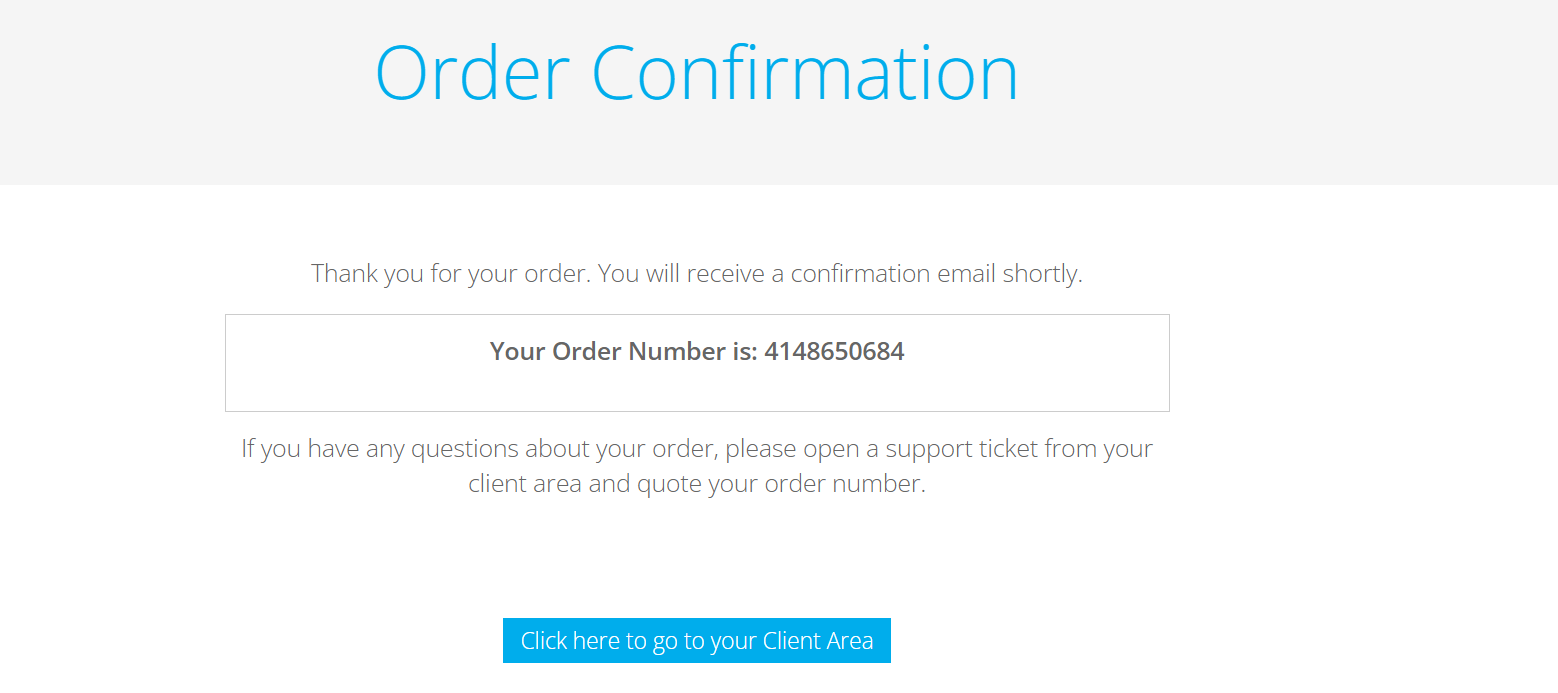 Order Confirmation
Thank you for your order. You will receive a confirmation email shortly.
Your Order Number is: 4148650684
If you have any questions about your order, please open a support ticket from your
client area and quote your order number.
Click here to go to your Client Area